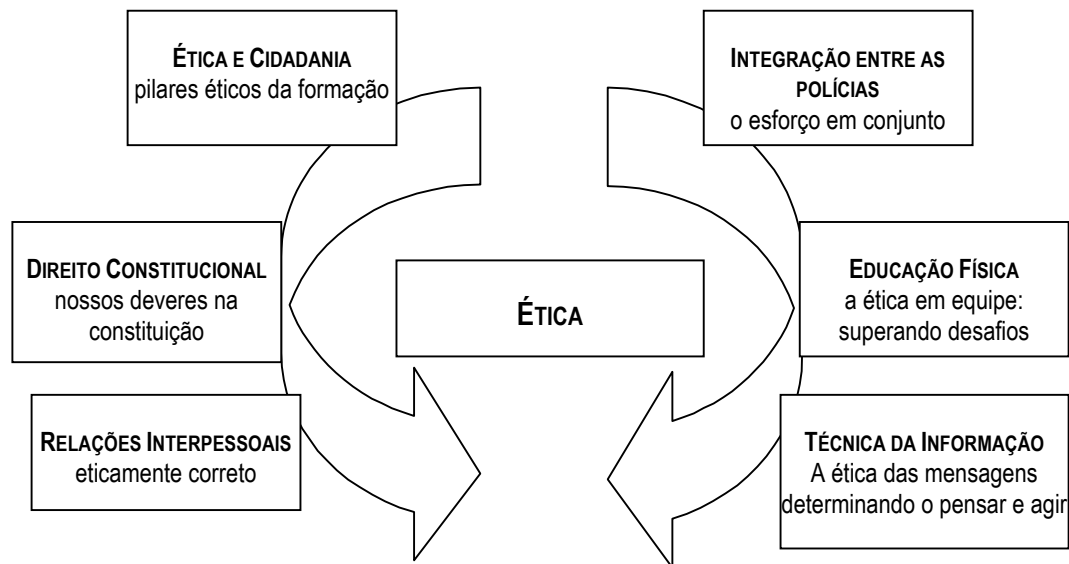 ÉTICA E CIDADANIA
pilares éticos da formação
DIREITO CONSTITUCIONAL
nossos deveres na
constituição
RELAÇÕES INTERPESSOAIS
eticamente correto
ÉTICA
INTEGRAÇÃO ENTRE AS
POLÍCIAS
o esforço em conjunto
EDUCAÇÃO FÍSICA
a ética em equipe:
superando desafios
TÉCNICA DA INFORMAÇÃO
A ética das mensagens
determinando o pensar e agir